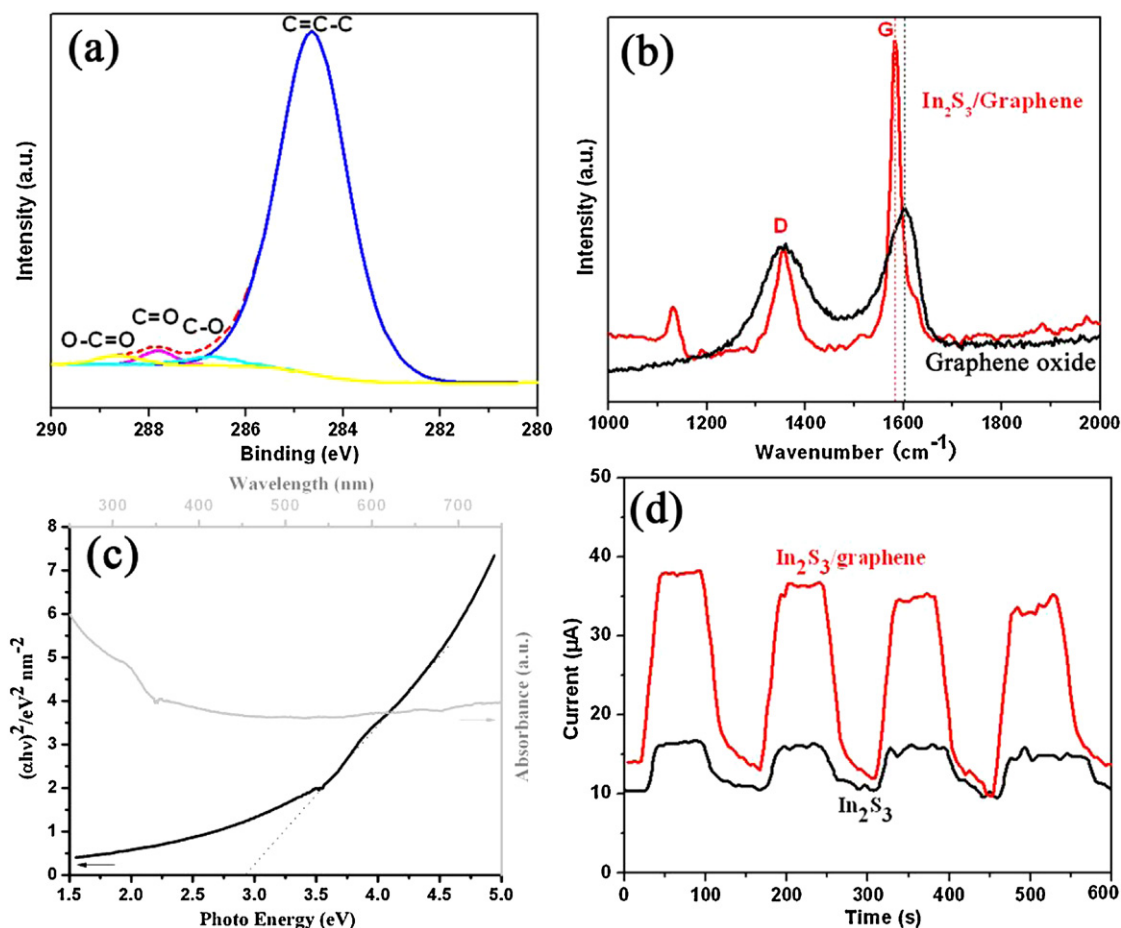 (a)
C=C-C
O-C=O
C=O
C-O
Intensity (a.u.)
290 288 286 284 282 280
Binding (eV)
(b)
G
D
In₂S₃/Graphene
Graphene oxide
Intensity (a.u.)
1000 1200 1400 1600 1800 2000
Wavenumber (cm⁻¹)
Wavelength (nm)
300 400 500 600 700
(c)
8
7
6
5
4
3
2
1
0
(αhν)²/eV² nm⁻²
Absorbance (a.u.)
1.5 2.0 2.5 3.0 3.5 4.0 4.5 5.0
Photo Energy (eV)
(d)
50
40
30
20
10
0
Current (μA)
In₂S₃/graphene
In₂S₃
0 100 200 300 400 500 600
Time (s)